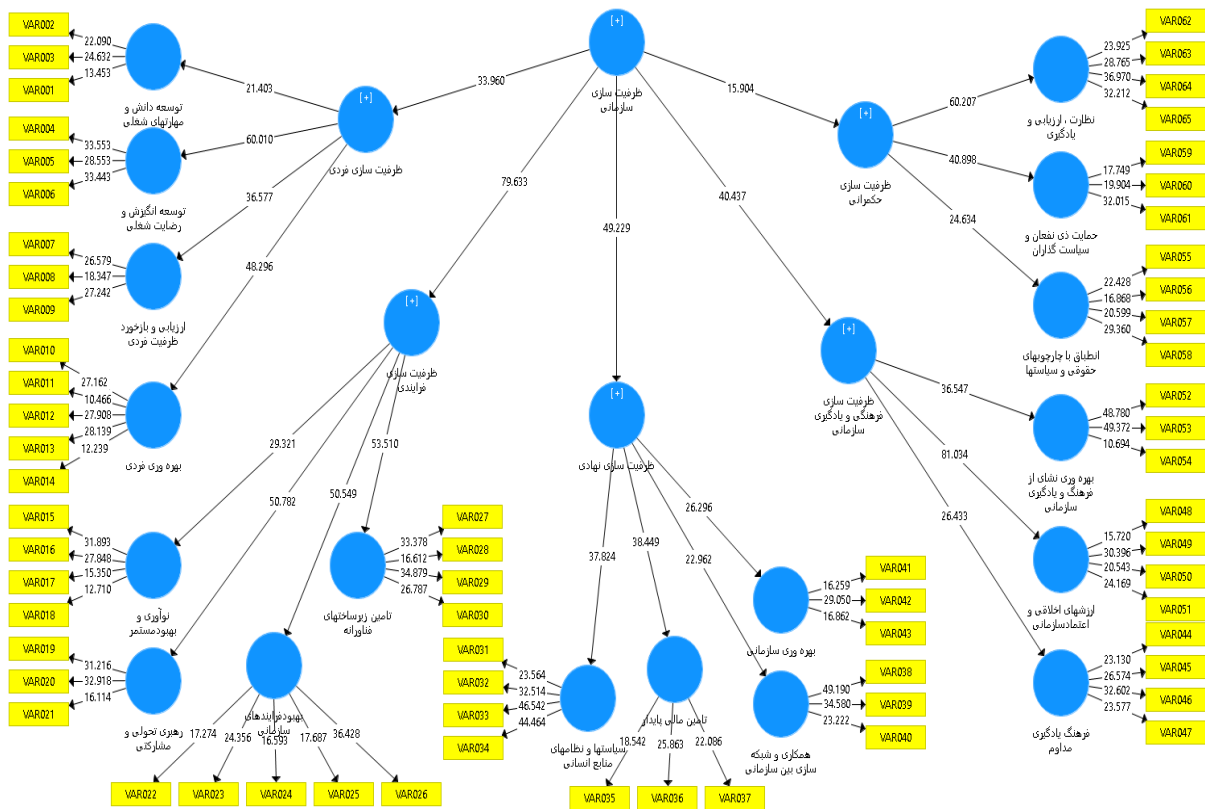 [+]
ظرفیت سازی
سازمانی
33.960
79.633
49.229
40.437
15.904
[+]
ظرفیت سازی فردی
21.403
60.010
36.577
48.296
VAR002
VAR003
VAR001
22.090
24.632
13.453
توسعه دانش و
مهارتهای شغلی
VAR004
VAR005
VAR006
33.553
28.553
33.443
توسعه انگیزش و
رضایت شغلی
VAR007
VAR008
VAR009
26.579
18.347
27.242
ارزیابی و بازخورد
ظرفیت فردی
VAR010
VAR011
VAR012
VAR013
VAR014
27.162
10.466
27.908
28.139
12.239
بهره وری فردی
[+]
ظرفیت سازی
فرایندی
29.321
50.782
50.549
53.510
VAR015
VAR016
VAR017
VAR018
31.893
27.848
15.350
12.710
نوآوری و
بهبودمستمر
VAR019
VAR020
VAR021
31.216
32.918
16.114
رهبری تحولی و
مشارکتی
بهبودفرایندهای
سازمانی
17.274
24.356
16.593
17.687
36.428
VAR022
VAR023
VAR024
VAR025
VAR026
VAR027
VAR028
VAR029
VAR030
33.378
16.612
34.879
26.787
تامین زیرساختهای
فناورانه
[+]
ظرفیت سازی نهادی
37.824
38.449
22.962
26.296
VAR031
VAR032
VAR033
VAR034
23.564
32.514
46.542
44.464
سیاستها و نظامهای
منابع انسانی
تامین مالی پایدار
18.542
25.863
22.086
VAR035
VAR036
VAR037
VAR038
VAR039
VAR040
49.190
34.580
23.222
همکاری و شبکه
سازی بین سازمانی
VAR041
VAR042
VAR043
16.259
29.050
16.862
بهره وری سازمانی
[+]
ظرفیت سازی
فرهنگی و یادگیری
سازمانی
36.547
81.034
26.433
VAR052
VAR053
VAR054
48.780
49.372
10.694
بهره وری نشای از
فرهنگ و یادگیری
سازمانی
VAR048
VAR049
VAR050
VAR051
15.720
30.396
20.543
24.169
ارزشهای اخلاقی و
اعتمادسازمانی
VAR044
VAR045
VAR046
VAR047
23.130
26.574
32.602
23.577
فرهنگ یادگیری
مداوم
[+]
ظرفیت سازی
حکمرانی
60.207
40.898
24.634
VAR062
VAR063
VAR064
VAR065
23.925
28.765
36.970
32.212
نظارت ، ارزیابی و
یادگیری
VAR059
VAR060
VAR061
17.749
19.904
32.015
حمایت ذی نفعان و
سیاست گذاران
VAR055
VAR056
VAR057
VAR058
22.428
16.868
20.599
29.360
انطباق با چارچوبهای
حقوقی و سیاستها